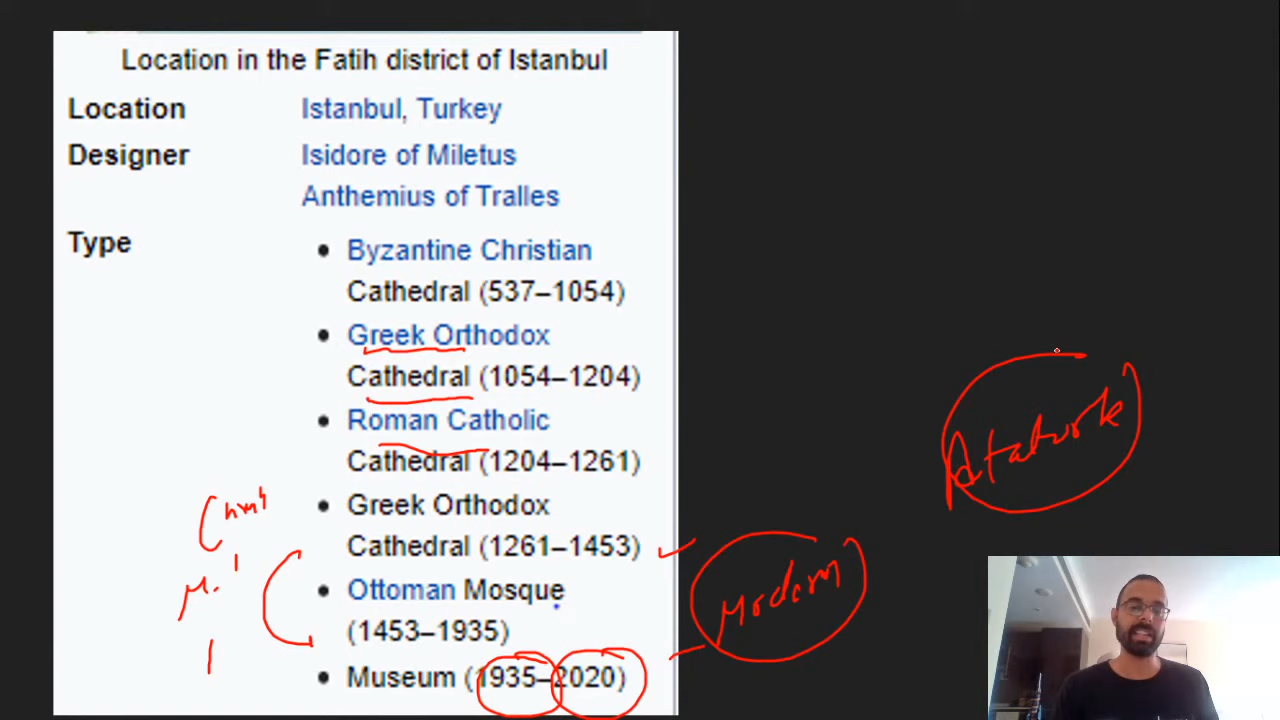 Location in the Fatih district of Istanbul
Location Istanbul, Turkey
Designer Isidore of Miletus
Anthemius of Tralles
Type
• Byzantine Christian
Cathedral (537–1054)
• Greek Orthodox
Cathedral (1054–1204)
• Roman Catholic
Cathedral (1204–1261)
• Greek Orthodox
Cathedral (1261–1453)
• Ottoman Mosque
(1453–1935)
• Museum (1935–2020)
Modern